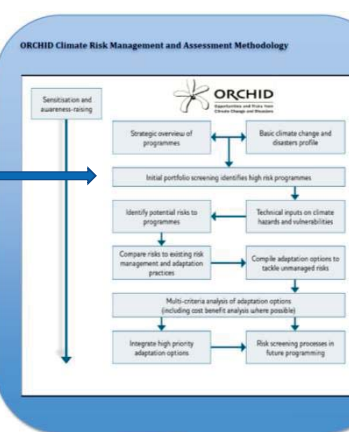 ORCHID Climate Risk Management and Assessment Methodology
Sensitisation and
awareness-raising
ORCHID
Opportunities and Risks from
Climate Change and Disasters
Strategic overview of
programmes
Basic climate change and
disasters profile
Initial portfolio screening identifies high risk programmes
Identify potential risks to
programmes
Technical inputs on climate
hazards and vulnerabilities
Compare risks to existing risk
management and adaptation
practices
Compile adaptation options to
tackle unmanaged risks
Multi-criteria analysis of adaptation options
(including cost benefit analysis where possible)
Integrate high priority
adaptation options
Risk screening processes in
future programming